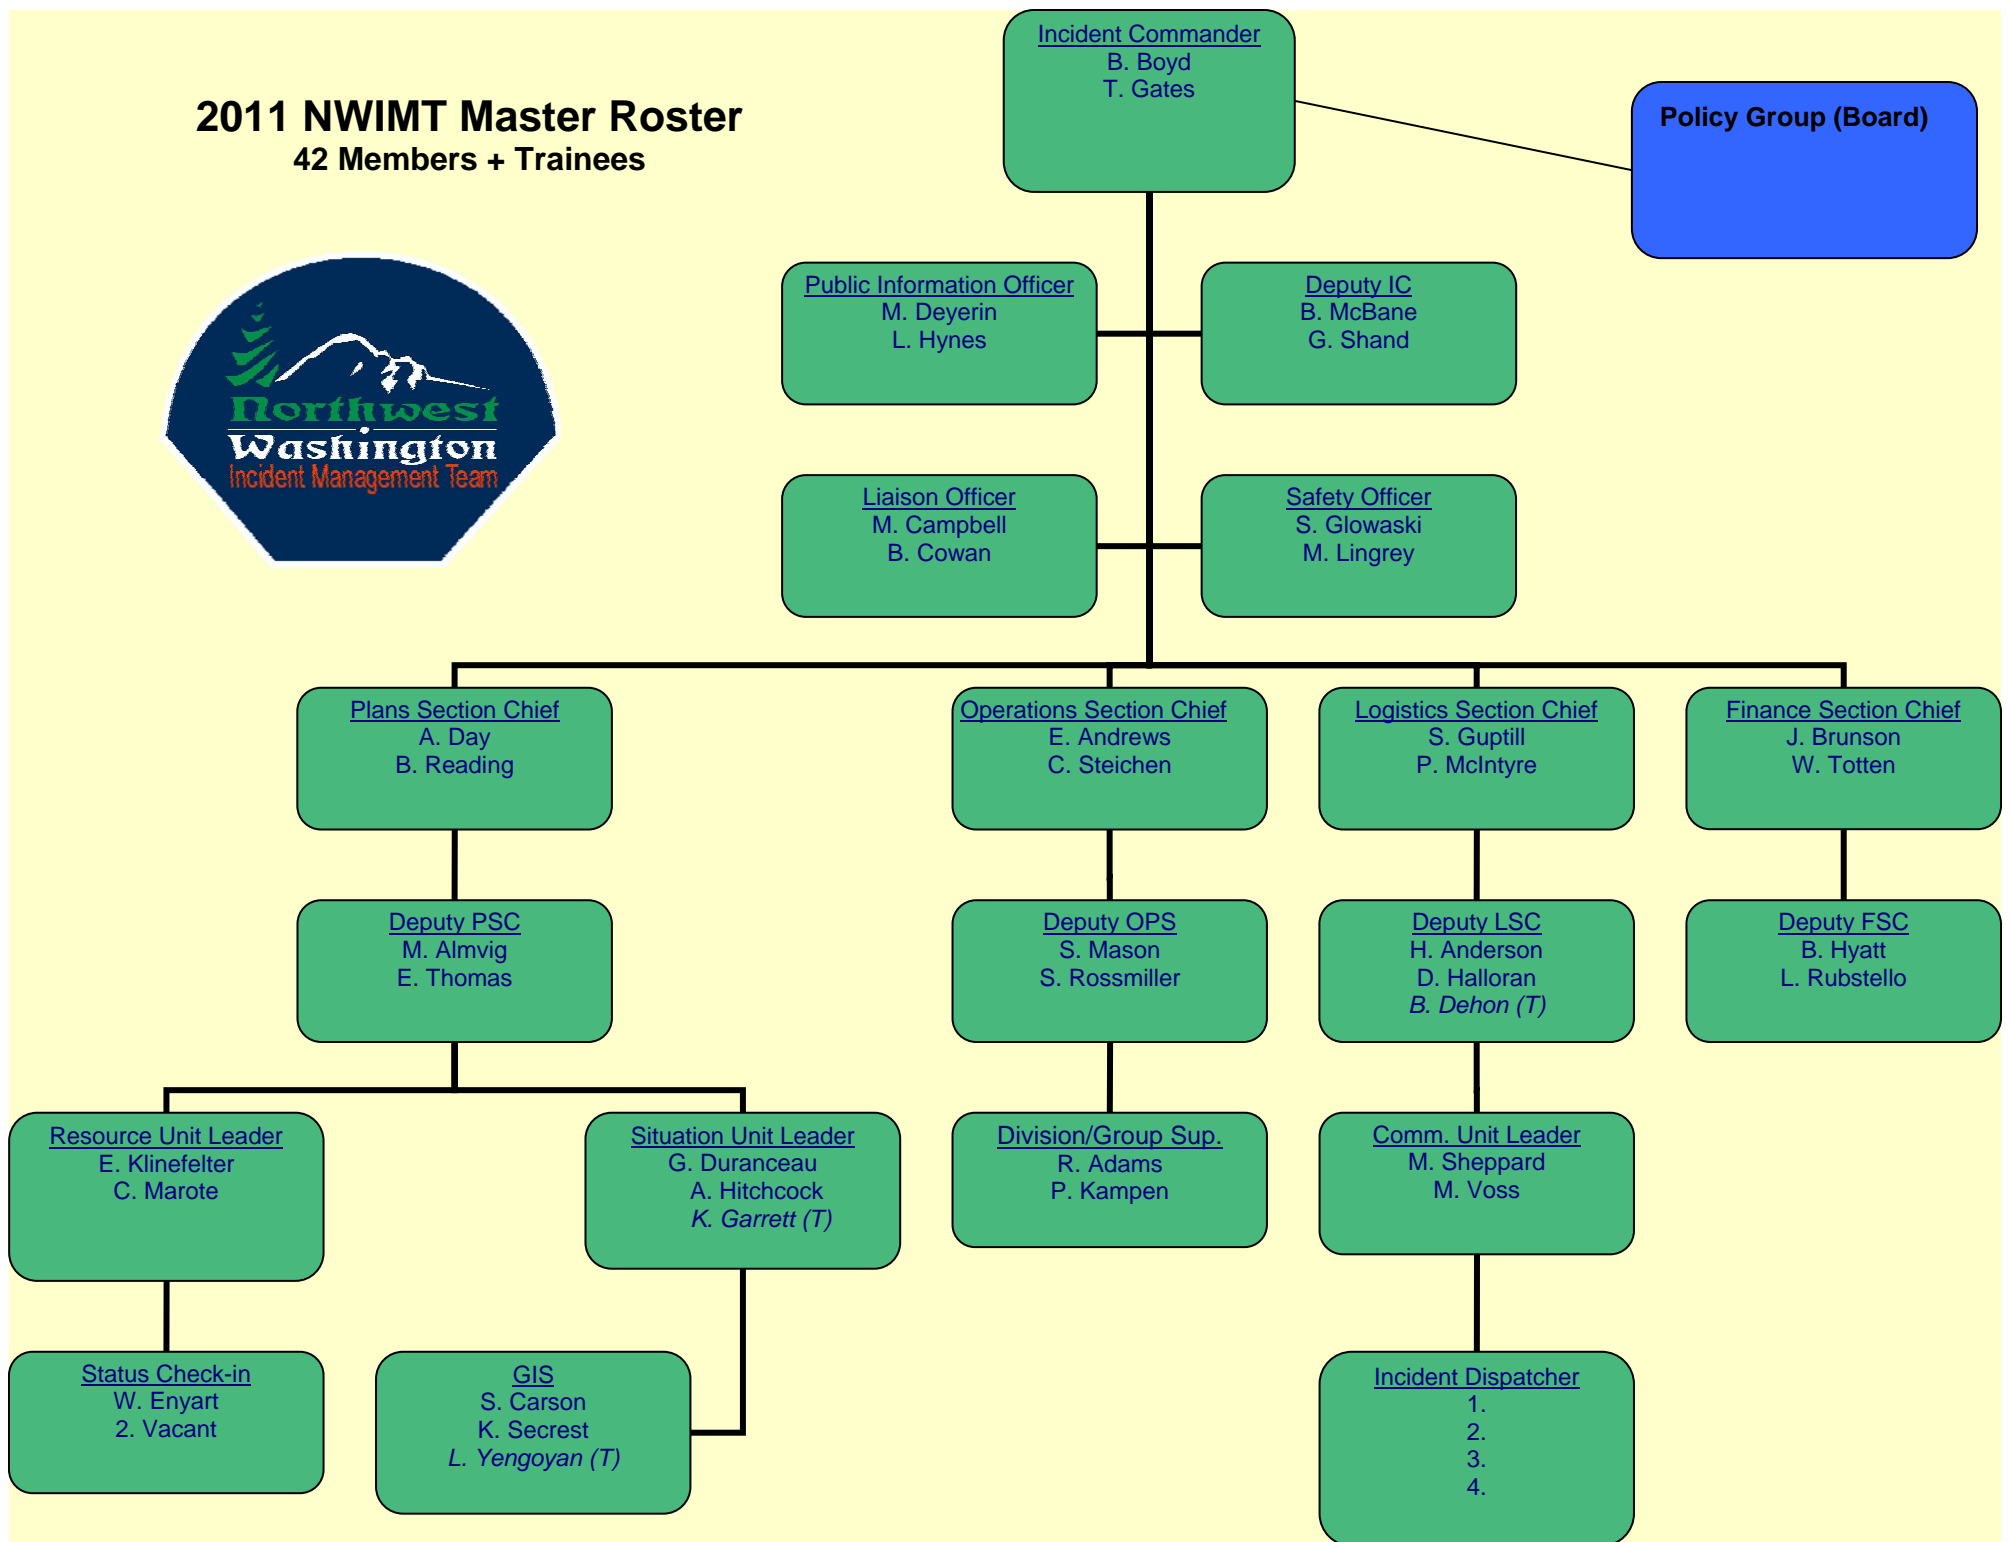 Incident Commander
B. Boyd
T. Gates
2011 NWIMT Master Roster
42 Members + Trainees
Policy Group (Board)
Northwest
Washington
Incident Management Team
Public Information Officer
M. Deyerin
L. Hynes
Deputy IC
B. McBane
G. Shand
Liaison Officer
M. Campbell
B. Cowan
Safety Officer
S. Glowaski
M. Lingrey
Plans Section Chief
A. Day
B. Reading
Operations Section Chief
E. Andrews
C. Steichen
Logistics Section Chief
S. Guptill
P. McIntyre
Finance Section Chief
J. Brunson
W. Totten
Deputy PSC
M. Almvig
E. Thomas
Deputy OPS
S. Mason
S. Rossmiller
Deputy LSC
H. Anderson
D. Halloran
B. Dehon (T)
Deputy FSC
B. Hyatt
L. Rubstello
Resource Unit Leader
E. Klinefelter
C. Marote
Situation Unit Leader
G. Duranceau
A. Hitchcock
K. Garrett (T)
Division/Group Sup.
R. Adams
P. Kampen
Comm. Unit Leader
M. Sheppard
M. Voss
Status Check-in
W. Enyart
2. Vacant
GIS
S. Carson
K. Secrest
L. Yengoyan (T)
Incident Dispatcher
1.
2.
3.
4.